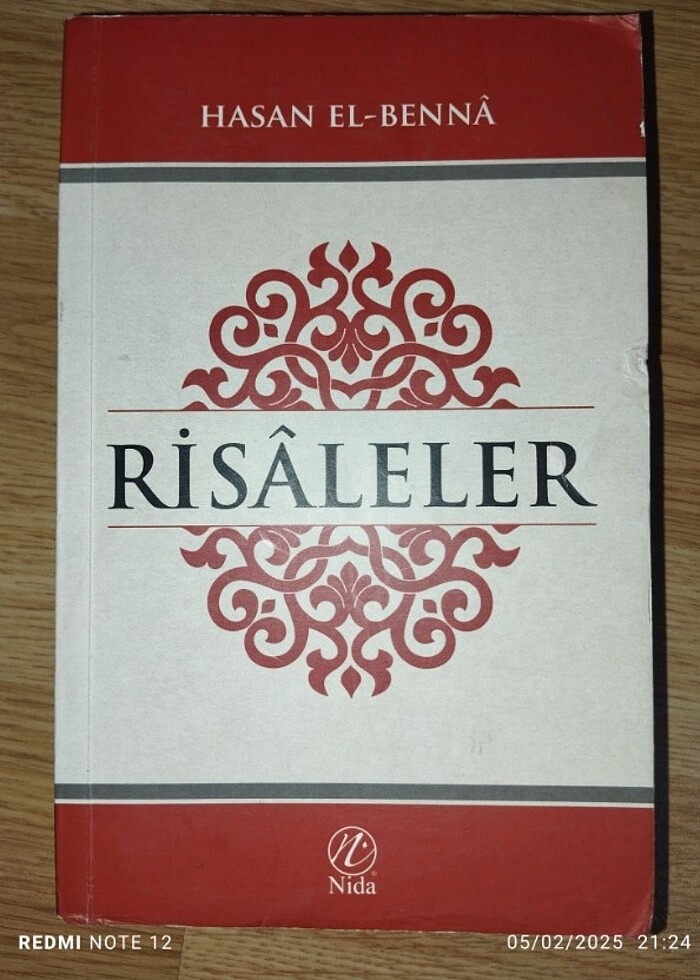 HASAN EL-BENNÂ
RİSÂLELER
Nida
REDMI NOTE 12
05/02/2025 21:24